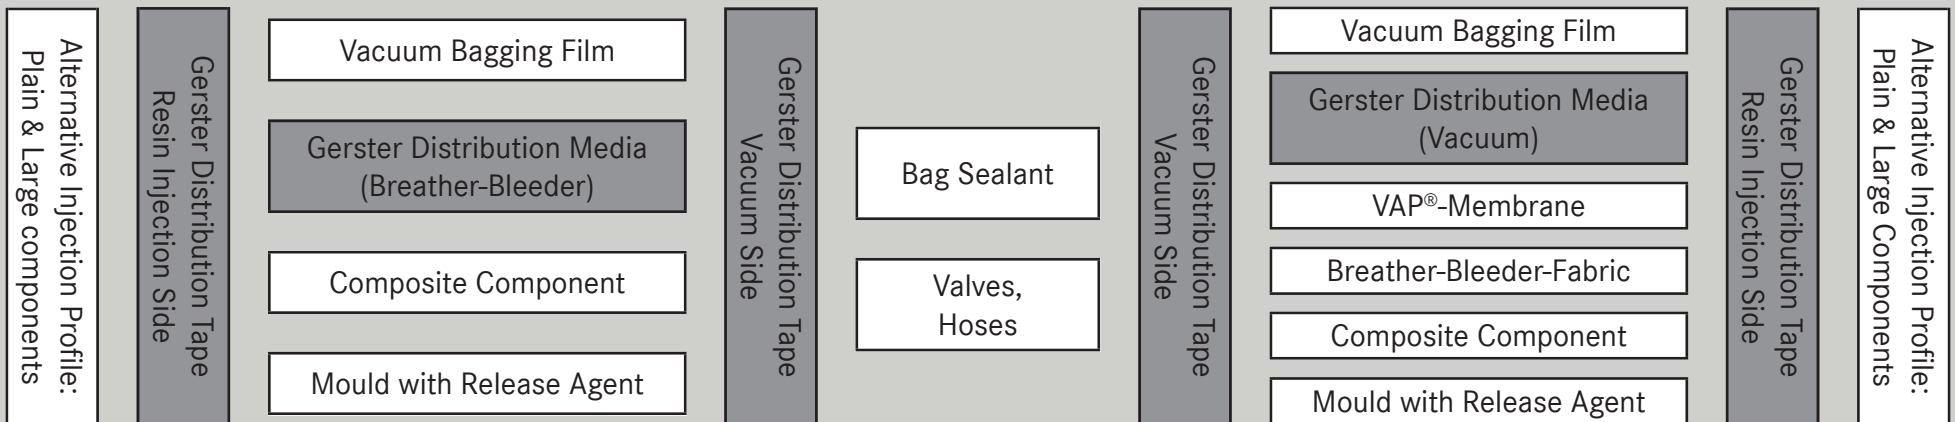 Alternative Injection Profile:
Plain & Large components
Gerster Distribution Tape
Resin Injection Side
Vacuum Bagging Film
Gerster Distribution Media
(Breather-Bleeder)
Composite Component
Mould with Release Agent
Gerster Distribution Tape
Vacuum Side
Bag Sealant
Valves,
Hoses
Gerster Distribution Tape
Vacuum Side
Vacuum Bagging Film
Gerster Distribution Media
(Vacuum)
VAP®-Membrane
Breather-Bleeder-Fabric
Composite Component
Mould with Release Agent
Gerster Distribution Tape
Resin Injection Side
Alternative Injection Profile:
Plain & Large Components